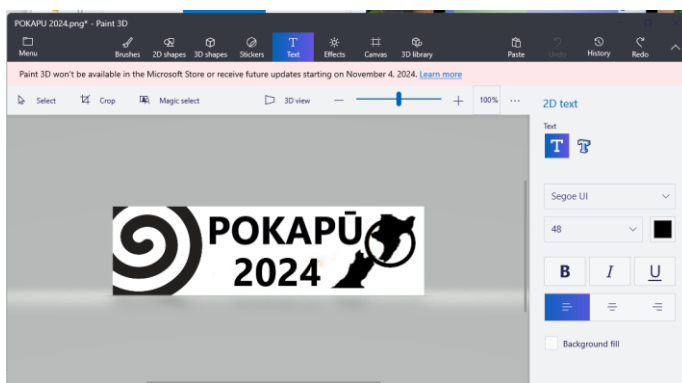 POKAPU 2024.png* - Paint 3D
Menu
Brushes 2D shapes 3D shapes Stickers Text Effects Canvas 3D library Paste Undo History Redo
Paint 3D won't be available in the Microsoft Store or receive future updates starting on November 4, 2024. Learn more
Select Crop Magic select 3D view 100% ...
2D text
Text
T T
Segoe UI
48
B I U
Background fill
POKAPŪ
2024